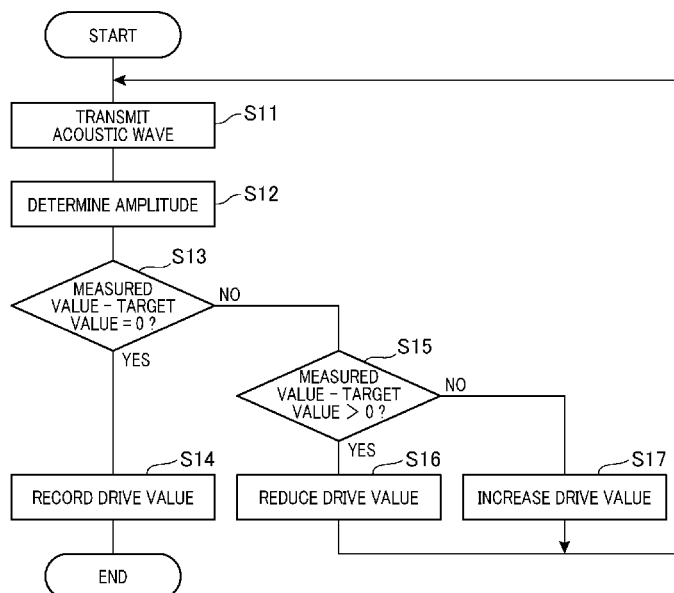 START
TRANSMIT
ACOUSTIC WAVE
S11
DETERMINE AMPLITUDE
S12
S13
MEASURED
VALUE – TARGET
VALUE = 0 ?
NO
YES
S15
MEASURED
VALUE – TARGET
VALUE > 0 ?
NO
YES
S14
RECORD DRIVE VALUE
S16
REDUCE DRIVE VALUE
S17
INCREASE DRIVE VALUE
END